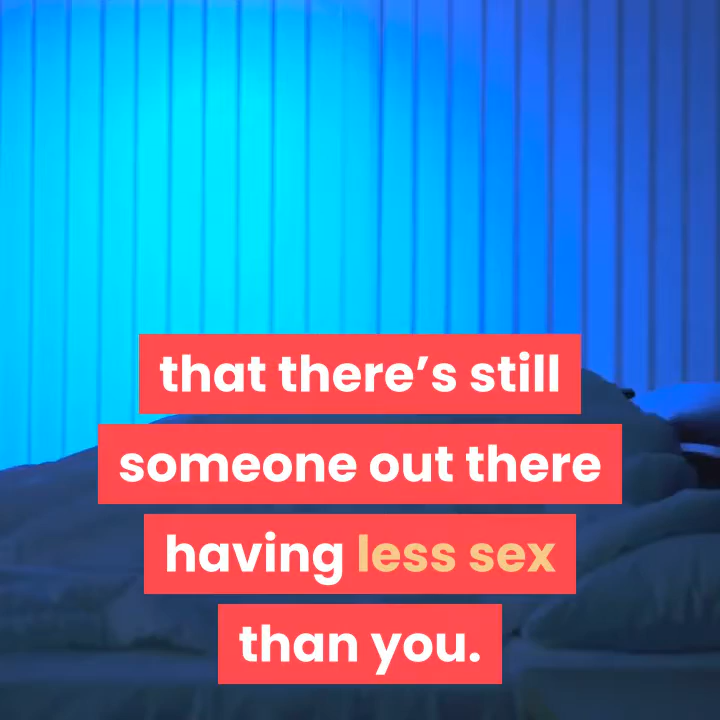 that there’s still
someone out there
having less sex
than you.